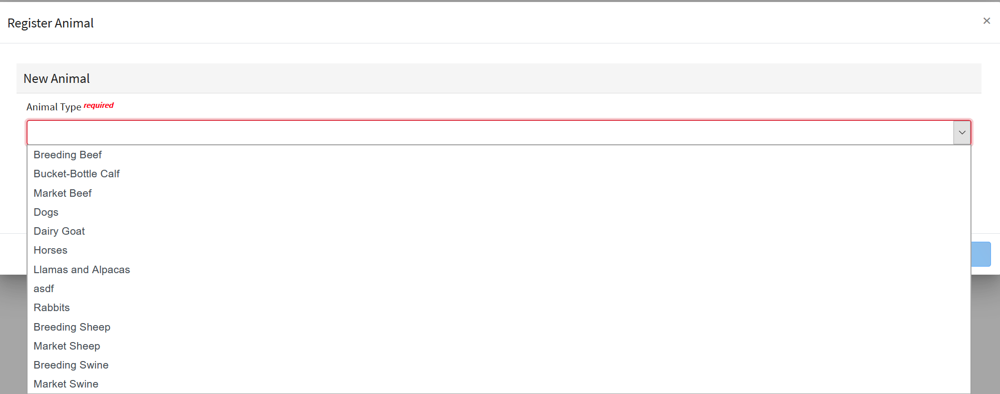 Register Animal
×
New Animal
Animal Type required
Breeding Beef
Bucket-Bottle Calf
Market Beef
Dogs
Dairy Goat
Horses
Llamas and Alpacas
asdf
Rabbits
Breeding Sheep
Market Sheep
Breeding Swine
Market Swine